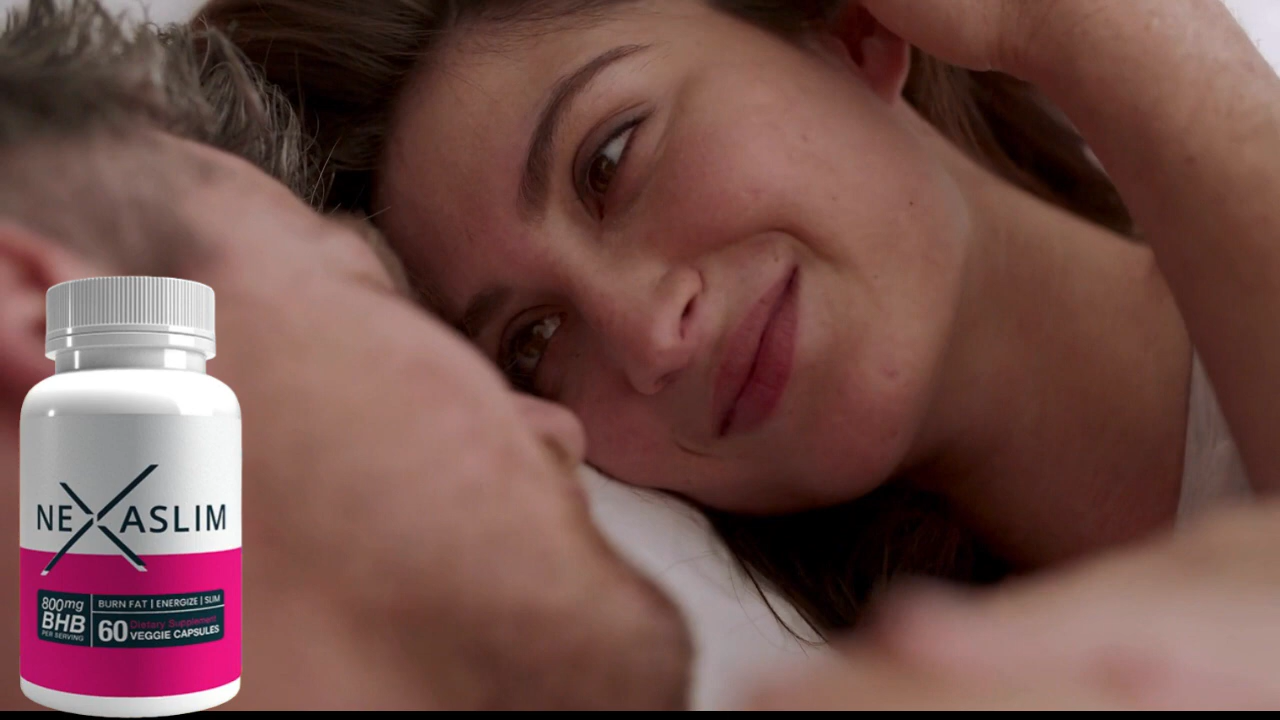 NEXASLIM
800mg
BHB
PER SERVING
BURN FAT | ENERGIZE | SLIM
60
Dietary Supplement
VEGGIE CAPSULES